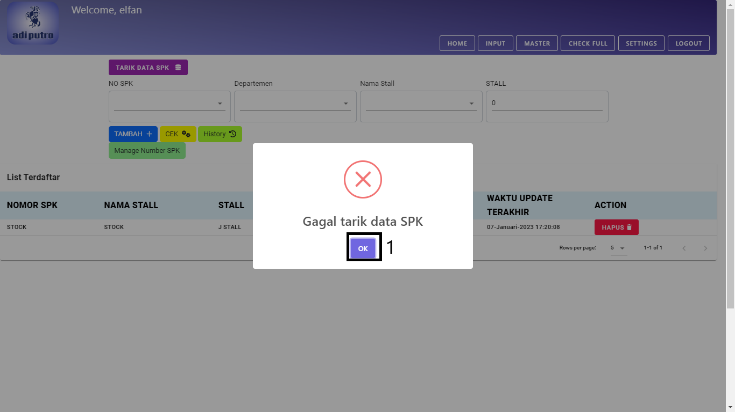 adiputro
Welcome, elfan
HOME
INPUT
MASTER
CHECK FULL
SETTINGS
LOGOUT
TARIK DATA SPK
NO SPK
Departemen
Nama Stall
STALL
0
TAMBAH +
CEK
History
Manage Number SPK
List Terdaftar
Gagal tarik data SPK
OK
1
NOMOR SPK
NAMA STALL
STALL
WAKTU UPDATE
TERAKHIR
ACTION
STOCK
STOCK
J STALL
07-Januari-2023 17:20:08
HAPUS
Rows per page:
5
1-1 of 1